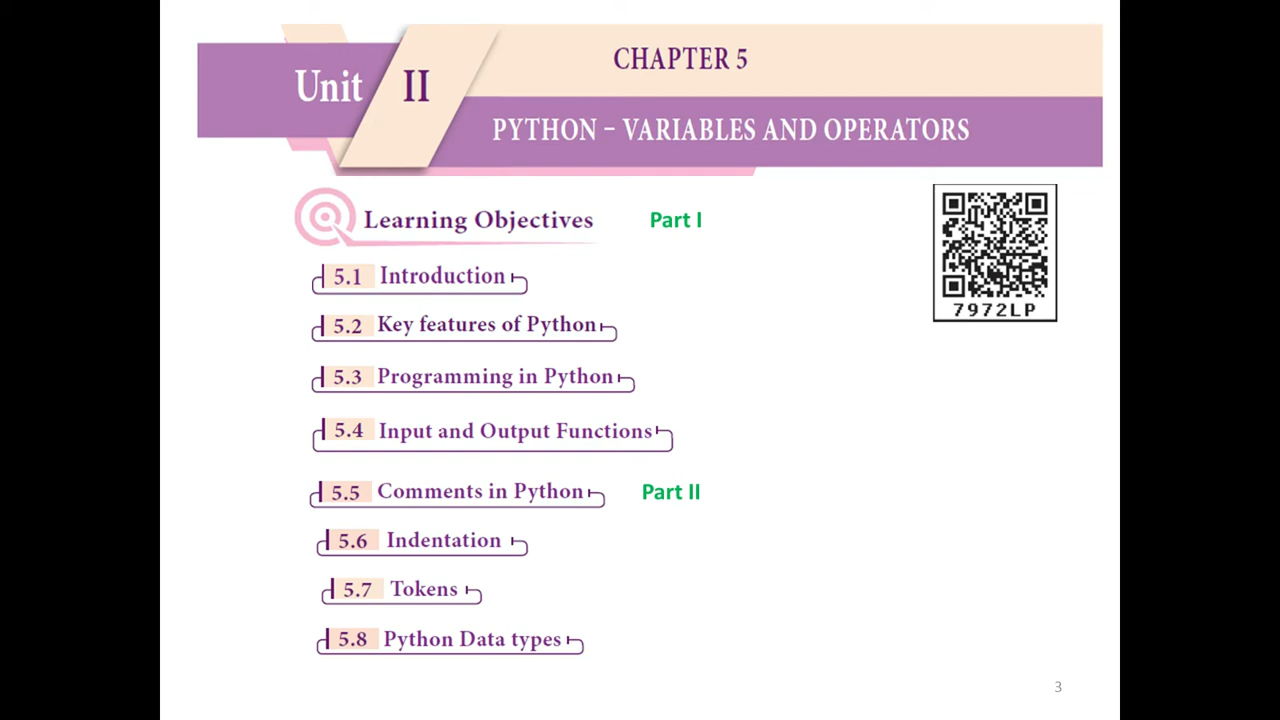 Unit II
CHAPTER 5
PYTHON – VARIABLES AND OPERATORS
Learning Objectives Part I
5.1 Introduction
5.2 Key features of Python
5.3 Programming in Python
5.4 Input and Output Functions
5.5 Comments in Python Part II
5.6 Indentation
5.7 Tokens
5.8 Python Data types
7972LP
3